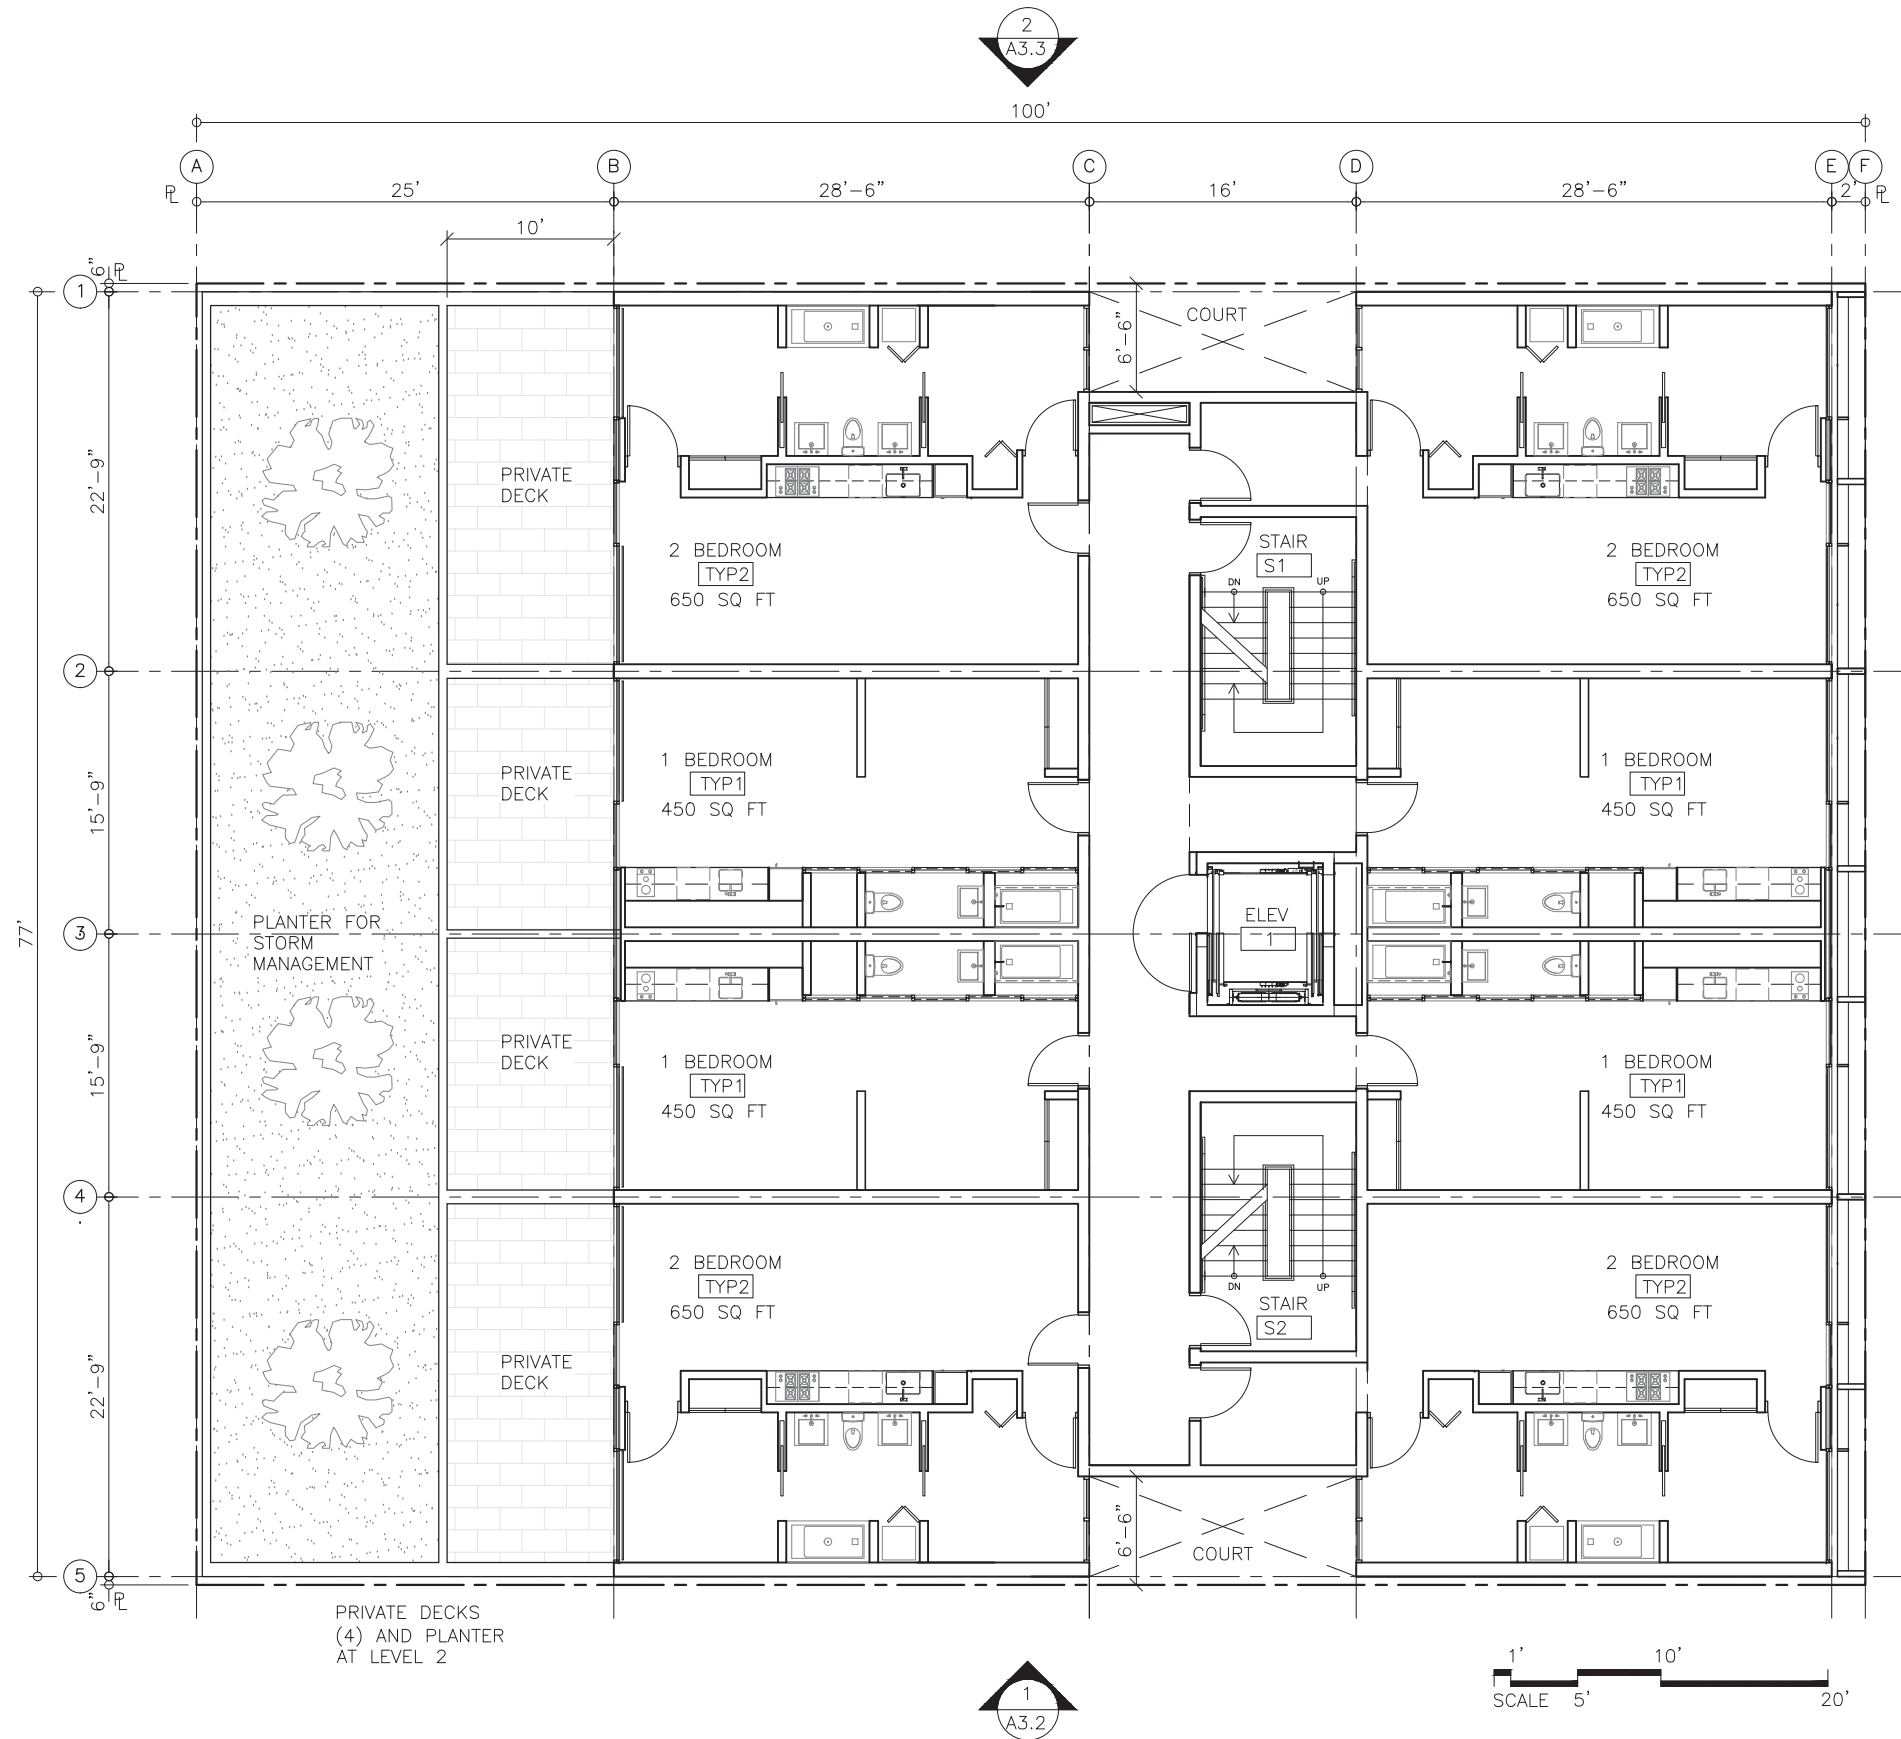 2
A3.3
100'
A
B
C
D
E
F
PL
25'
28'-6"
16'
28'-6"
2'
PL
10'
6"
PL
1
COURT
6'-6"
22'-9"
PRIVATE
DECK
2 BEDROOM
TYP2
650 SQ FT
STAIR
S1
DN
UP
2 BEDROOM
TYP2
650 SQ FT
2
15'-9"
PRIVATE
DECK
1 BEDROOM
TYP1
450 SQ FT
1 BEDROOM
TYP1
450 SQ FT
77'
3
PLANTER FOR
STORM
MANAGEMENT
ELEV
1
15'-9"
PRIVATE
DECK
1 BEDROOM
TYP1
450 SQ FT
1 BEDROOM
TYP1
450 SQ FT
4
22'-9"
PRIVATE
DECK
2 BEDROOM
TYP2
650 SQ FT
DN
UP
STAIR
S2
2 BEDROOM
TYP2
650 SQ FT
6'-6"
COURT
5
6"
PL
PRIVATE DECKS
(4) AND PLANTER
AT LEVEL 2
1
A3.2
1'
10'
SCALE
5'
20'